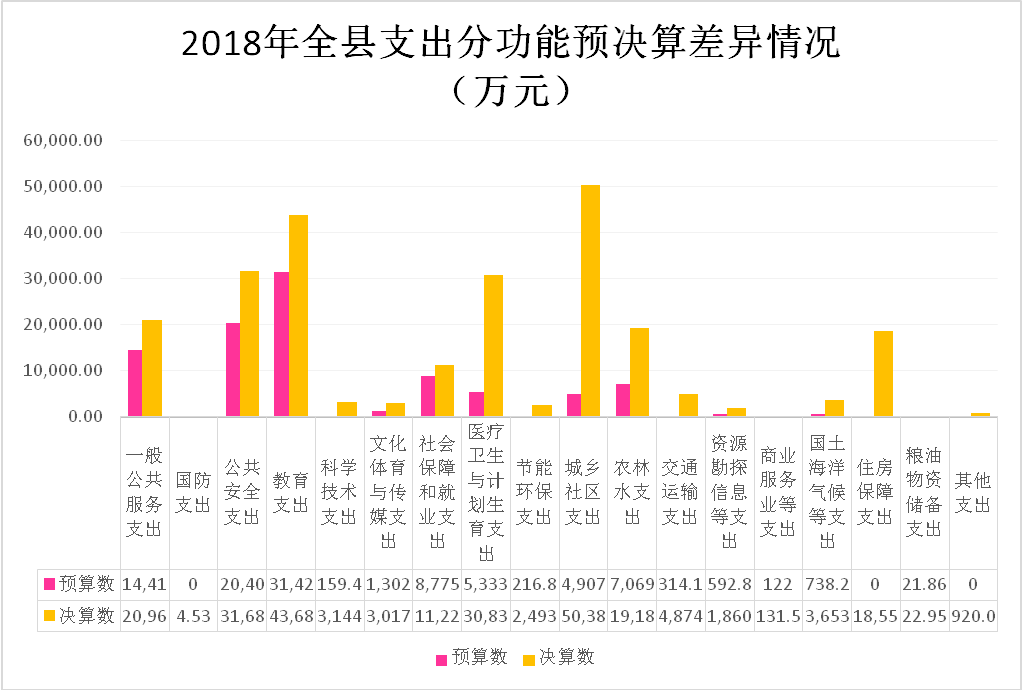 2018年全县支出分功能预决算差异情况
（万元）
60,000.00
50,000.00
40,000.00
30,000.00
20,000.00
10,000.00
0.00
一般公共服务支出
国防支出
公共安全支出
教育支出
科学技术支出
文化体育与传媒支出
社会保障和就业支出
医疗卫生与计划生育支出
节能环保支出
城乡社区支出
农林水支出
交通运输支出
资源勘探信息等支出
商业服务业等支出
国土海洋气候等支出
住房保障支出
粮油物资储备支出
其他支出
预算数 14,41 0 20,40 31,42 159.4 1,302 8,775 5,333 216.8 4,907 7,069 314.1 592.8 122 738.2 0 21.86 0
决算数 20,96 4.53 31,68 43,68 3,144 3,017 11,22 30,83 2,493 50,38 19,18 4,874 1,860 131.5 3,653 18,55 22.95 920.0
预算数 决算数